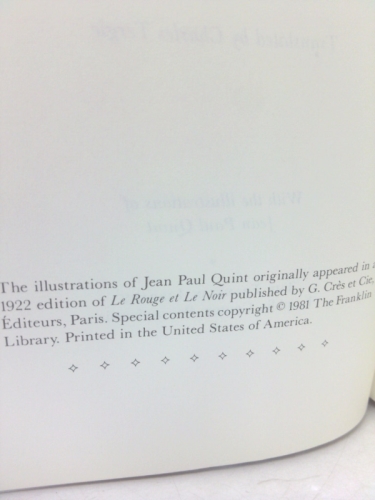 The illustrations of Jean Paul Quint originally appeared in a
1922 edition of Le Rouge et Le Noir published by G. Crès et Cie,
Éditeurs, Paris. Special contents copyright © 1981 The Franklin
Library. Printed in the United States of America.